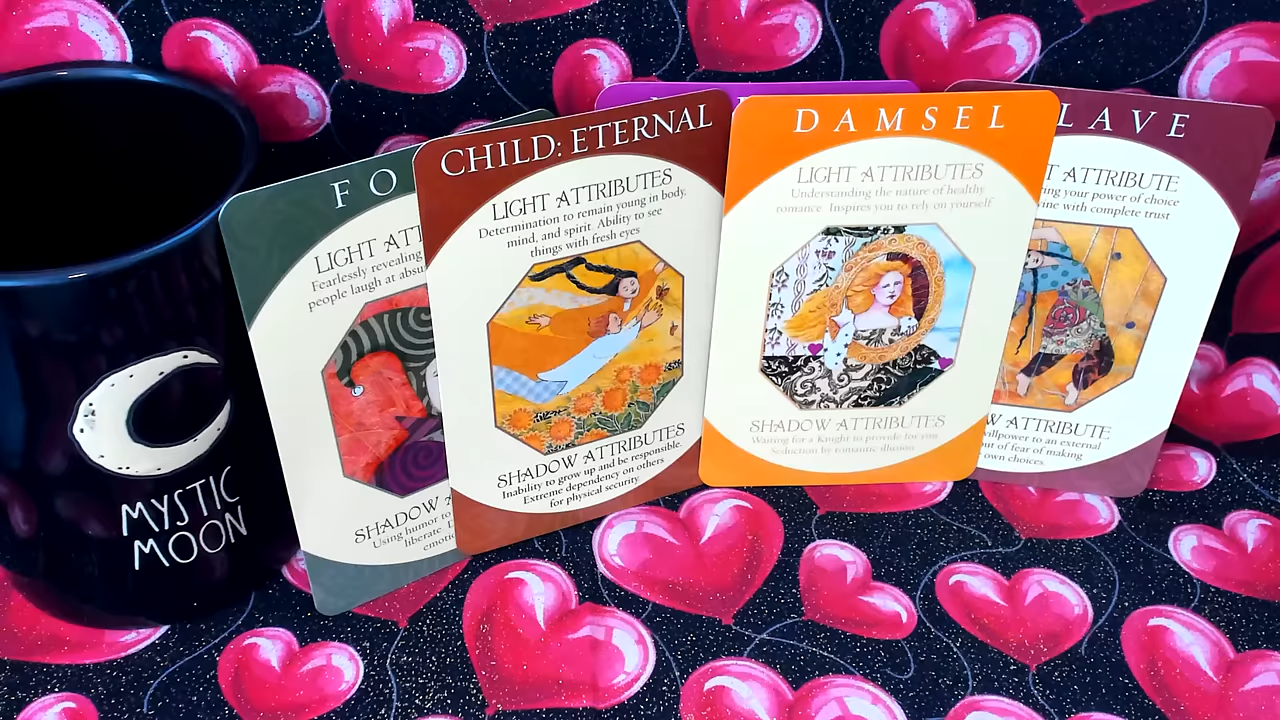 MYSTIC
MOON
FO
LIGHT ATT
Fearlessly revealing
people laugh at absu
SHADOW A
Using humor to
liberate.
emoti
CHILD: ETERNAL
LIGHT ATTRIBUTES
Determination to remain young in body,
mind, and spirit. Ability to see
things with fresh eyes
SHADOW ATTRIBUTES
Inability to grow up and be responsible.
Extreme dependency on others
for physical security.
DAMSEL
LIGHT ATTRIBUTES
Understanding the nature of healthy
romance. Inspires you to rely on yourself
SHADOW ATTRIBUTES
Waiting for a Knight to provide for you.
Seduction by romantic illusion.
LAVE
T ATTRIBUTE
ring your power of choice
vine with complete trust
W ATTRIBUTE
willpower to an external
out of fear of making
own choices.